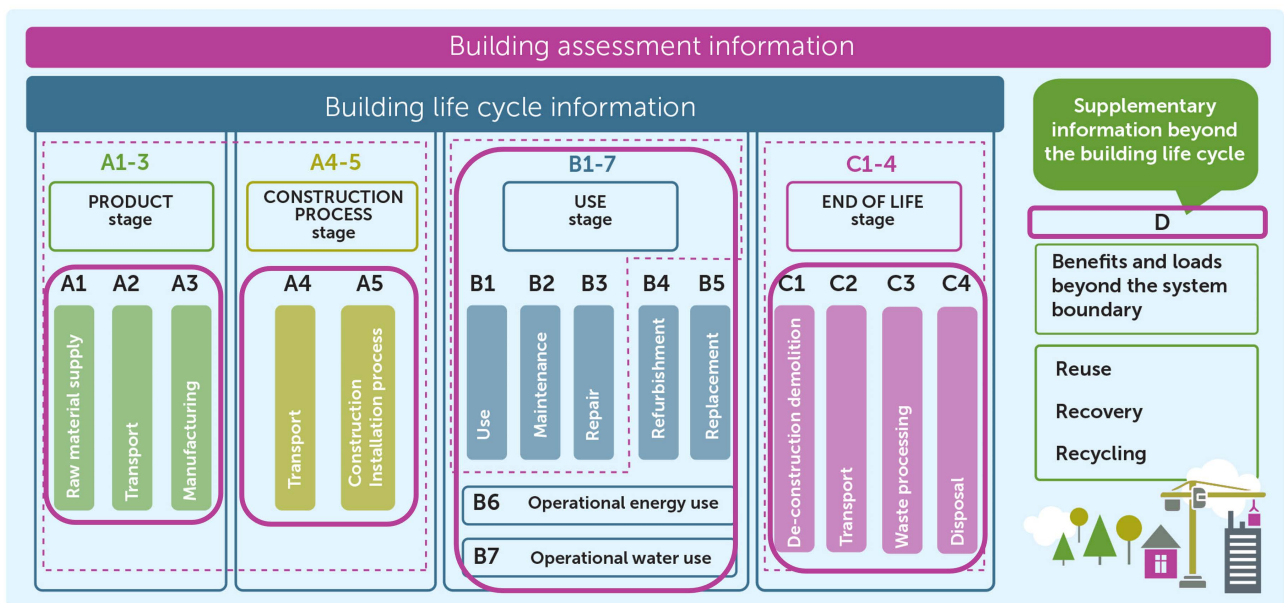 Building assessment information
Building life cycle information
A1-3
PRODUCT
stage
A1
A2
A3
Raw material supply
Transport
Manufacturing
A4-5
CONSTRUCTION
PROCESS
stage
A4
A5
Transport
Construction
Installation process
B1-7
USE
stage
B1
B2
B3
B4
B5
Use
Maintenance
Repair
Refurbishment
Replacement
B6 Operational energy use
B7 Operational water use
C1-4
END OF LIFE
stage
C1
C2
C3
C4
De-construction demolition
Transport
Waste processing
Disposal
Supplementary
information beyond
the building life cycle
D
Benefits and loads
beyond the system
boundary
Reuse
Recovery
Recycling